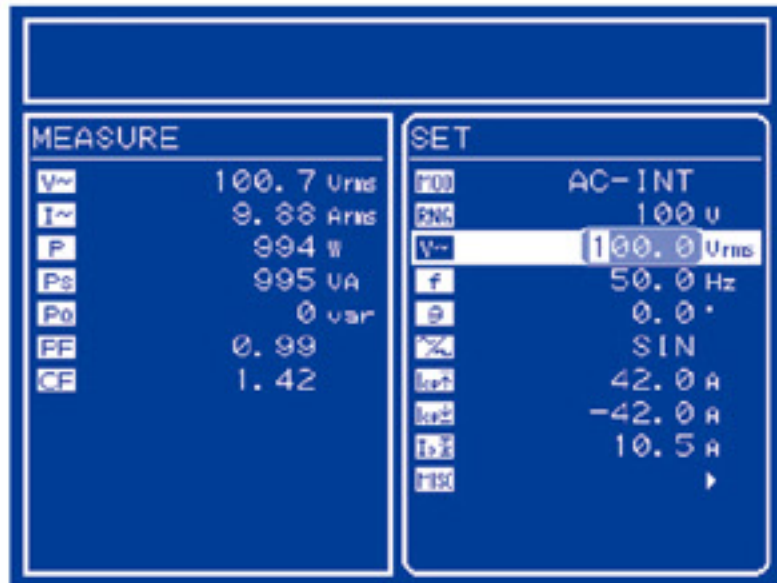 MEASURE
V~ 100.7 Vrms
I~ 9.88 Arms
P 994 W
Ps 995 VA
PQ 0 var
PF 0.99
CF 1.42
SET
MOD AC-INT
RNG 100 V
V~ 100.0 Vrms
f 50.0 Hz
θ 0.0 °
SIN
42.0 A
-42.0 A
10.5 A
MISC